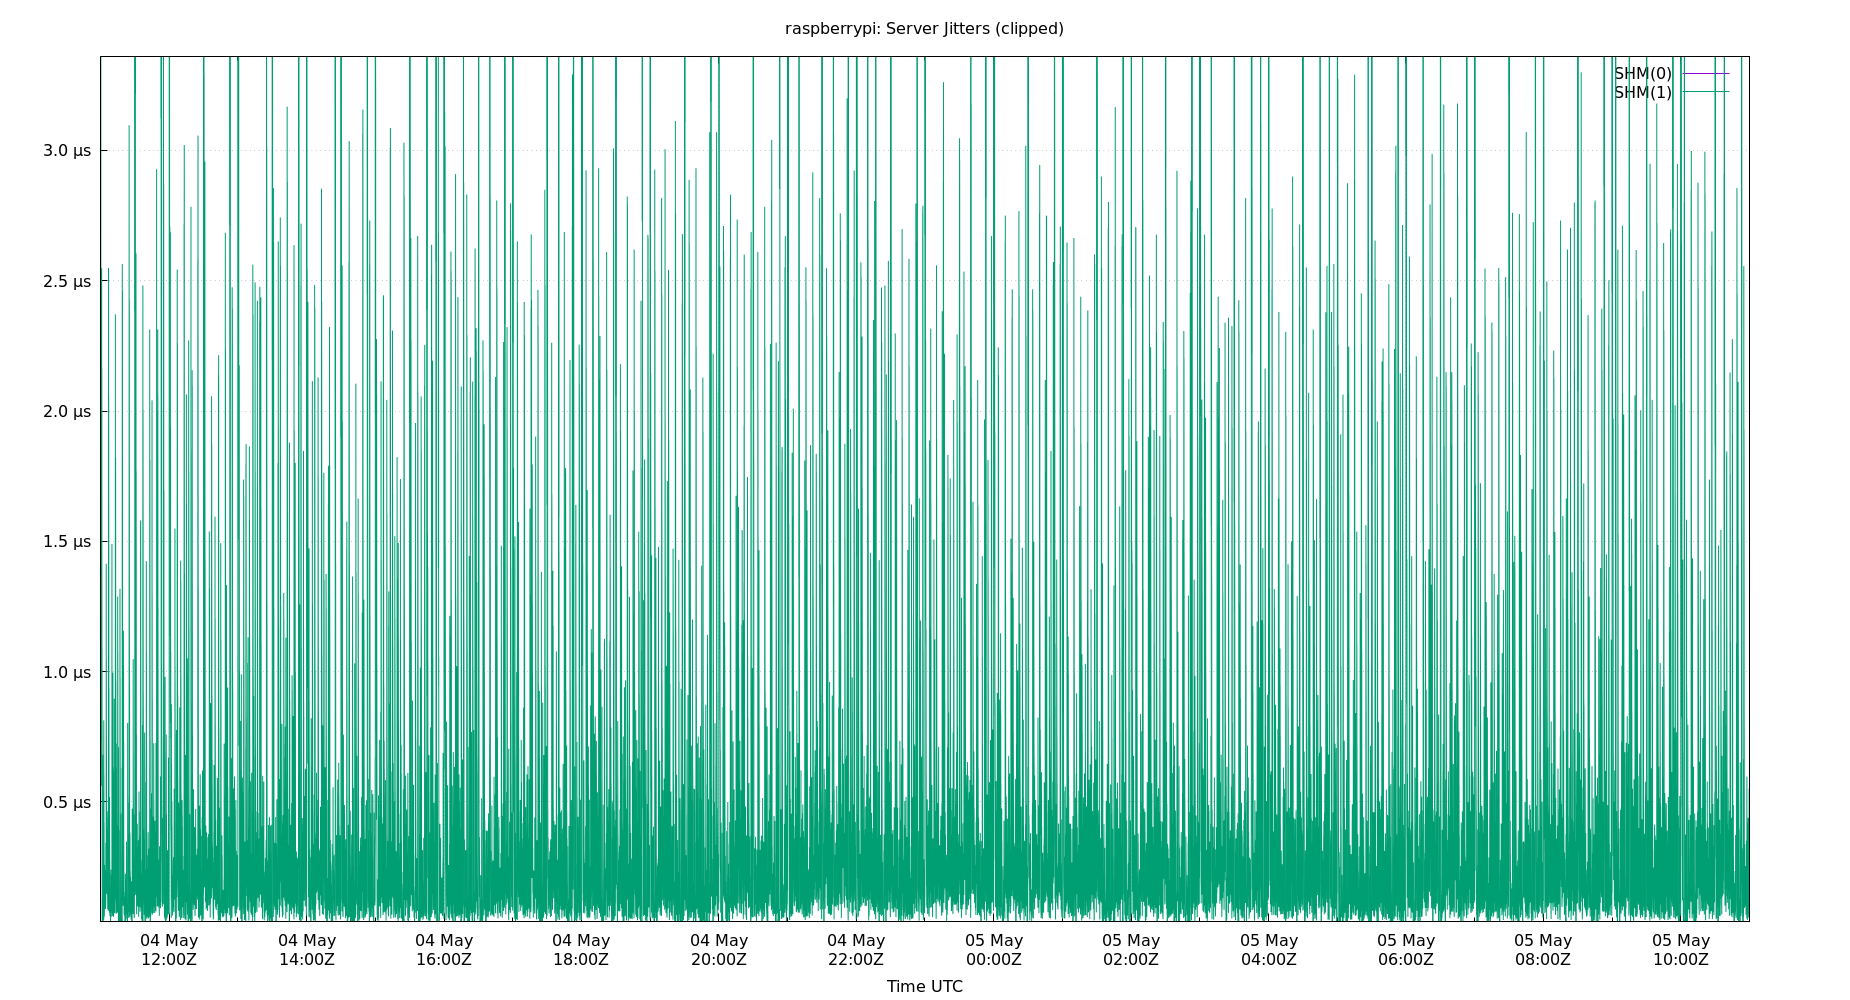 raspberrypi: Server Jitters (clipped)
SHM(0)
SHM(1)
3.0 µs
2.5 µs
2.0 µs
1.5 µs
1.0 µs
0.5 µs
04 May 04 May 04 May 04 May 04 May 04 May 05 May 05 May 05 May 05 May 05 May 05 May
12:00Z 14:00Z 16:00Z 18:00Z 20:00Z 22:00Z 00:00Z 02:00Z 04:00Z 06:00Z 08:00Z 10:00Z
Time UTC